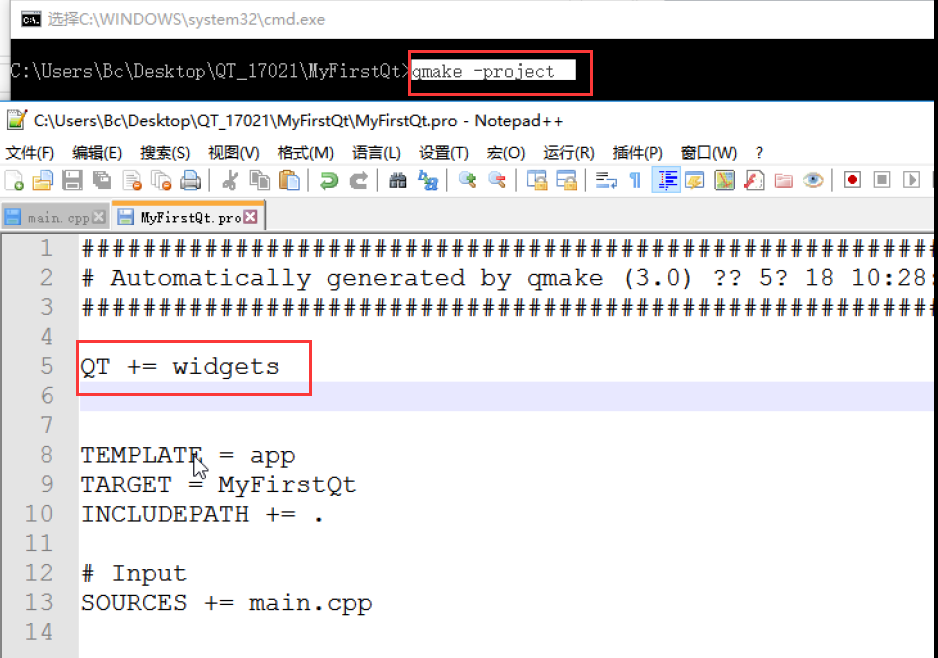 选择C:\WINDOWS\system32\cmd.exe
C:\Users\Bc\Desktop\QT_17021\MyFirstQt>qmake -project
C:\Users\Bc\Desktop\QT_17021\MyFirstQt\MyFirstQt.pro - Notepad++
文件(F) 编辑(E) 搜索(S) 视图(V) 格式(M) 语言(L) 设置(T) 宏(O) 运行(R) 插件(P) 窗口(W) ?
main.cpp MyFirstQt.pro
1 ########################################################
2 # Automatically generated by qmake (3.0) ?? 5? 18 10:28:
3 ########################################################
4
5 QT += widgets
6
7
8 TEMPLATE = app
9 TARGET = MyFirstQt
10 INCLUDEPATH += .
11
12 # Input
13 SOURCES += main.cpp
14